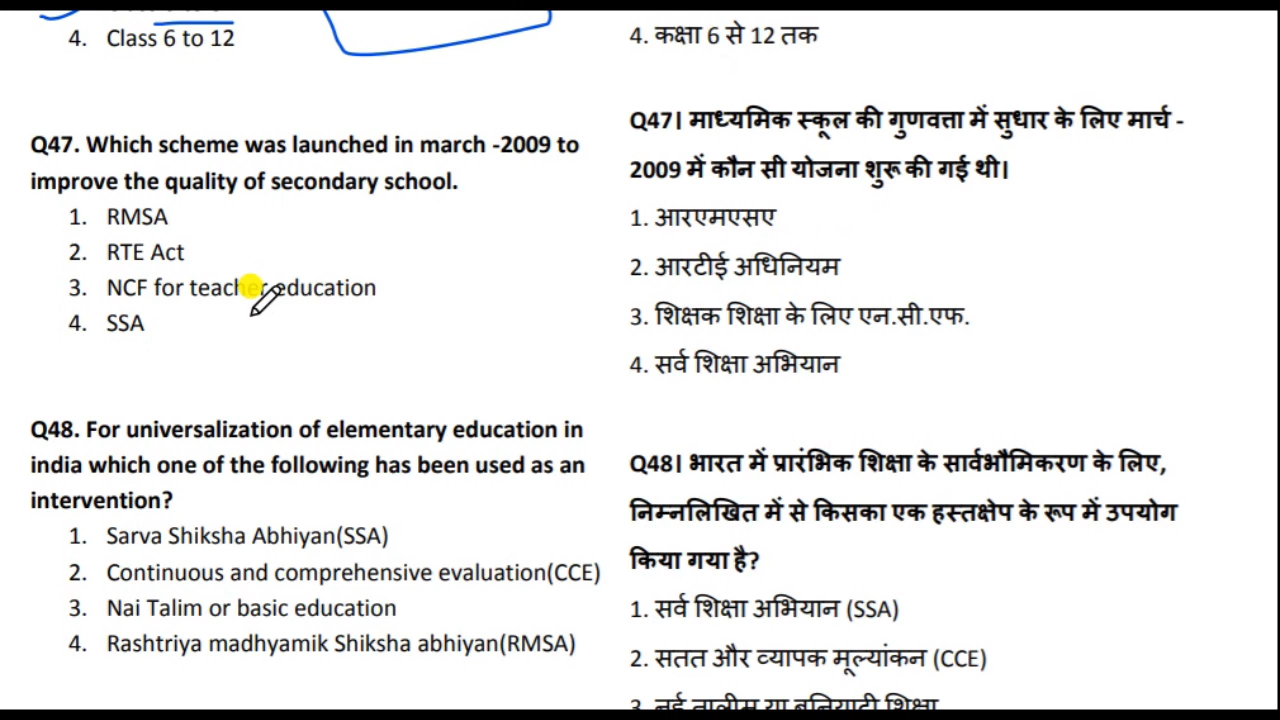 4. Class 6 to 12
Q47. Which scheme was launched in march -2009 to
improve the quality of secondary school.
1. RMSA
2. RTE Act
3. NCF for teacher education
4. SSA
Q48. For universalization of elementary education in
india which one of the following has been used as an
intervention?
1. Sarva Shiksha Abhiyan(SSA)
2. Continuous and comprehensive evaluation(CCE)
3. Nai Talim or basic education
4. Rashtriya madhyamik Shiksha abhiyan(RMSA)
4. कक्षा 6 से 12 तक
Q47। माध्यमिक स्कूल की गुणवत्ता में सुधार के लिए मार्च -
2009 में कौन सी योजना शुरू की गई थी।
1. आरएमएसए
2. आरटीई अधिनियम
3. शिक्षक शिक्षा के लिए एन.सी.एफ.
4. सर्व शिक्षा अभियान
Q48। भारत में प्रारंभिक शिक्षा के सार्वभौमिकरण के लिए,
निम्नलिखित में से किसका एक हस्तक्षेप के रूप में उपयोग
किया गया है?
1. सर्व शिक्षा अभियान (SSA)
2. सतत और व्यापक मूल्यांकन (CCE)
3. नई तालीम या बुनियादी शिक्षा